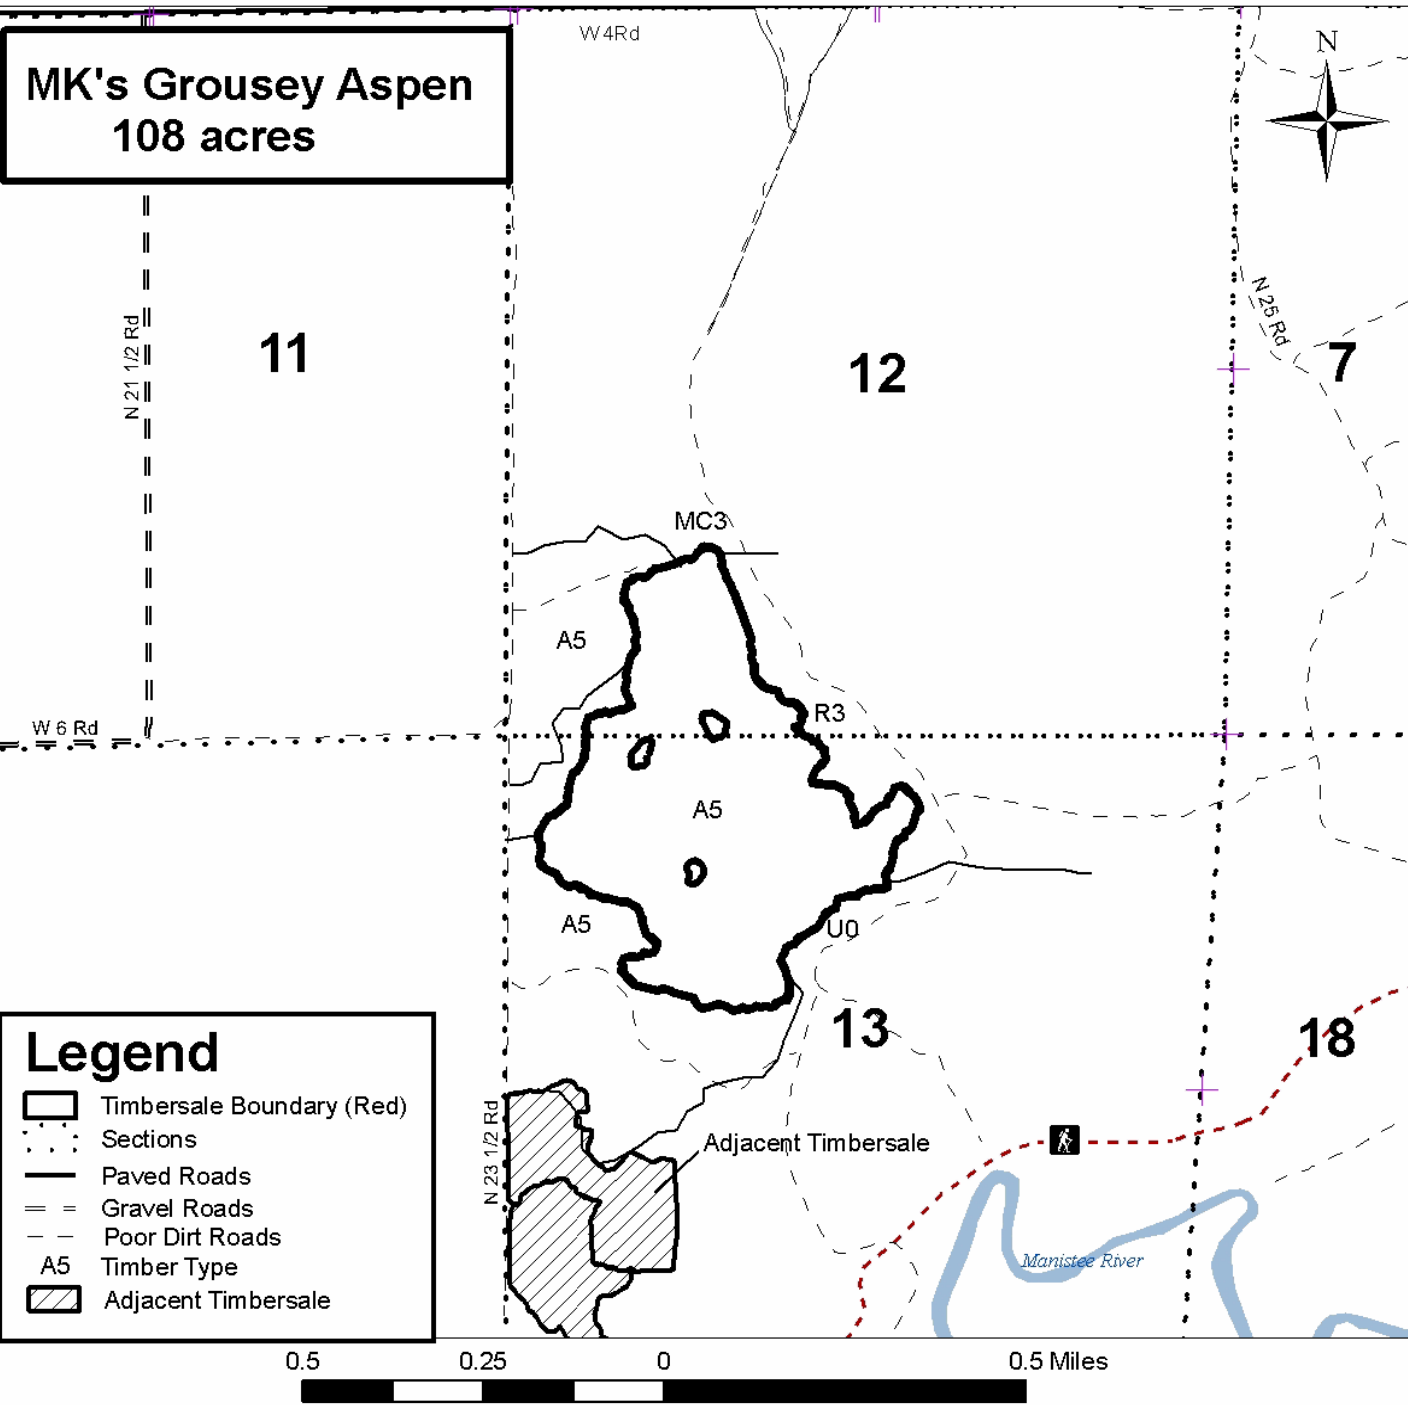 W 4Rd
N
MK's Grousey Aspen
108 acres
N 21 1/2 Rd
11
12
N 25 Rd
7
MC3
A5
R3
W 6 Rd
A5
A5
U0
13
18
Legend
Timbersale Boundary (Red)
Sections
Paved Roads
Gravel Roads
Poor Dirt Roads
A5 Timber Type
Adjacent Timbersale
N 23 1/2 Rd
Adjacent Timbersale
Manistee River
0.5 0.25 0 0.5 Miles